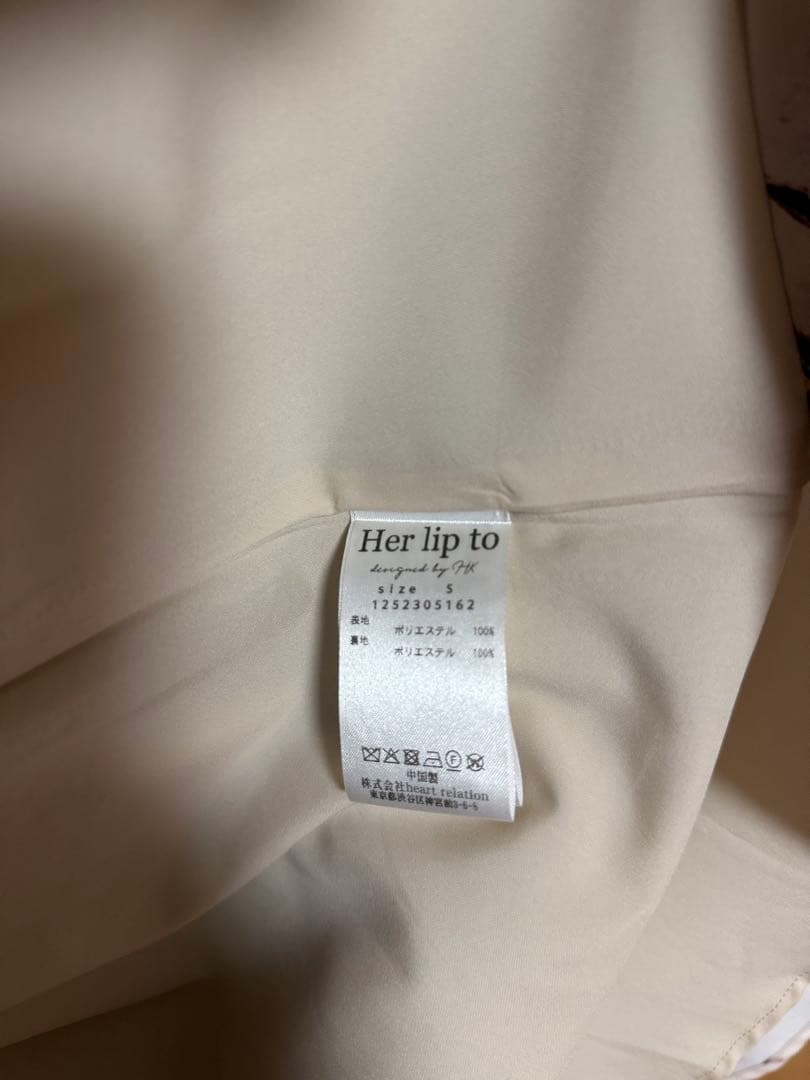 Her lip to
designed by HK
size S
1252305162
表地
ポリエステル 100%
裏地
ポリエステル 100%
F
中国製
株式会社heart relation
東京都渋谷区神宮前3-6-8